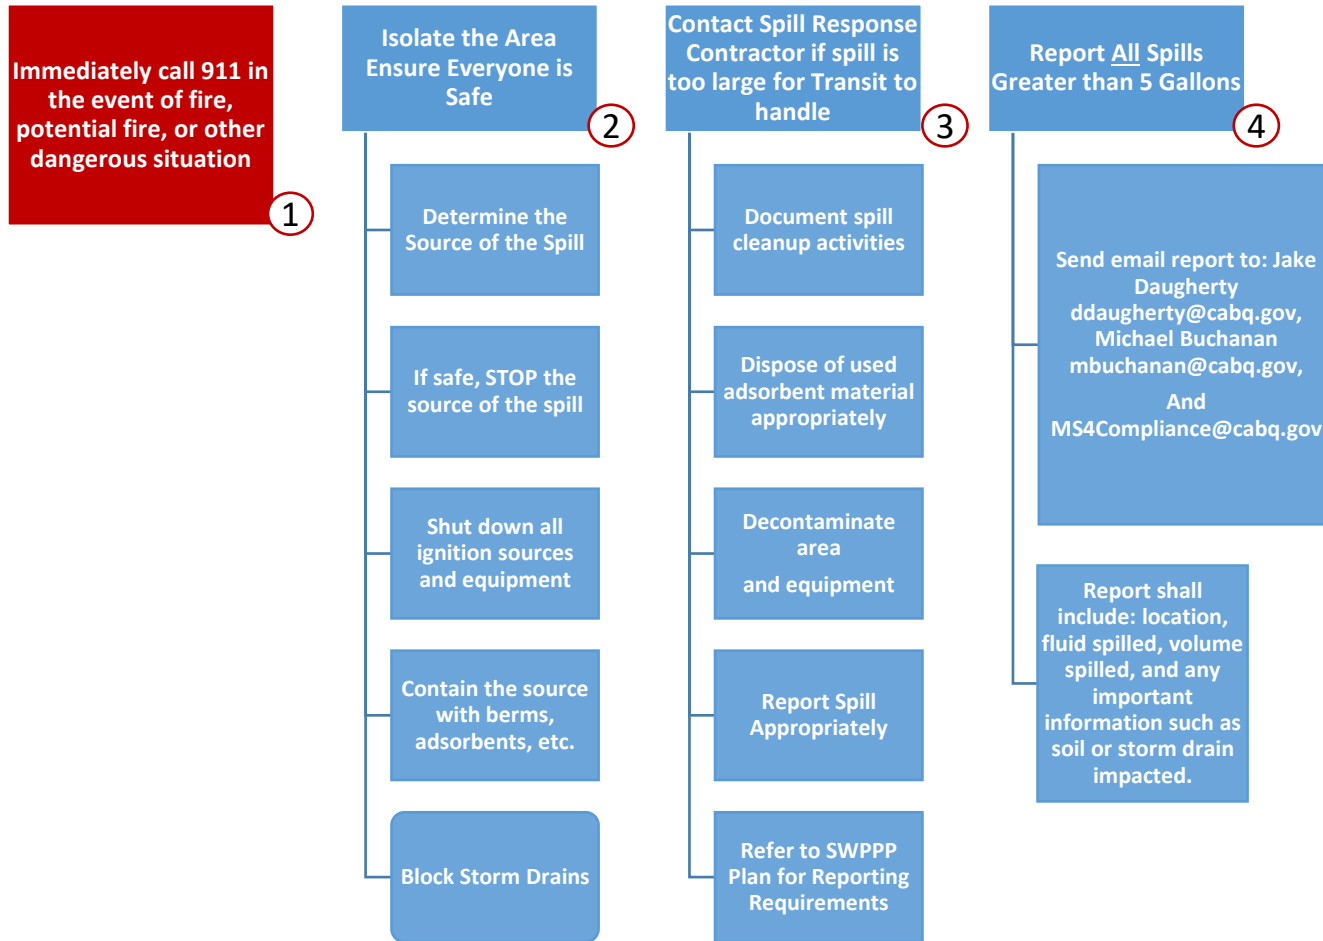 Immediately call 911 in
the event of fire,
potential fire, or other
dangerous situation
1
Isolate the Area
Ensure Everyone is
Safe
2
Determine the
Source of the Spill
If safe, STOP the
source of the spill
Shut down all
ignition sources
and equipment
Contain the source
with berms,
adsorbents, etc.
Block Storm Drains
Contact Spill Response
Contractor if spill is
too large for Transit to
handle
3
Document spill
cleanup activities
Dispose of used
adsorbent material
appropriately
Decontaminate
area
and equipment
Report Spill
Appropriately
Refer to SWPPP
Plan for Reporting
Requirements
Report All Spills
Greater than 5 Gallons
4
Send email report to: Jake
Daugherty
ddaugherty@cabq.gov,
Michael Buchanan
mbuchanan@cabq.gov,
And
MS4Compliance@cabq.gov
Report shall
include: location,
fluid spilled, volume
spilled, and any
important
information such as
soil or storm drain
impacted.